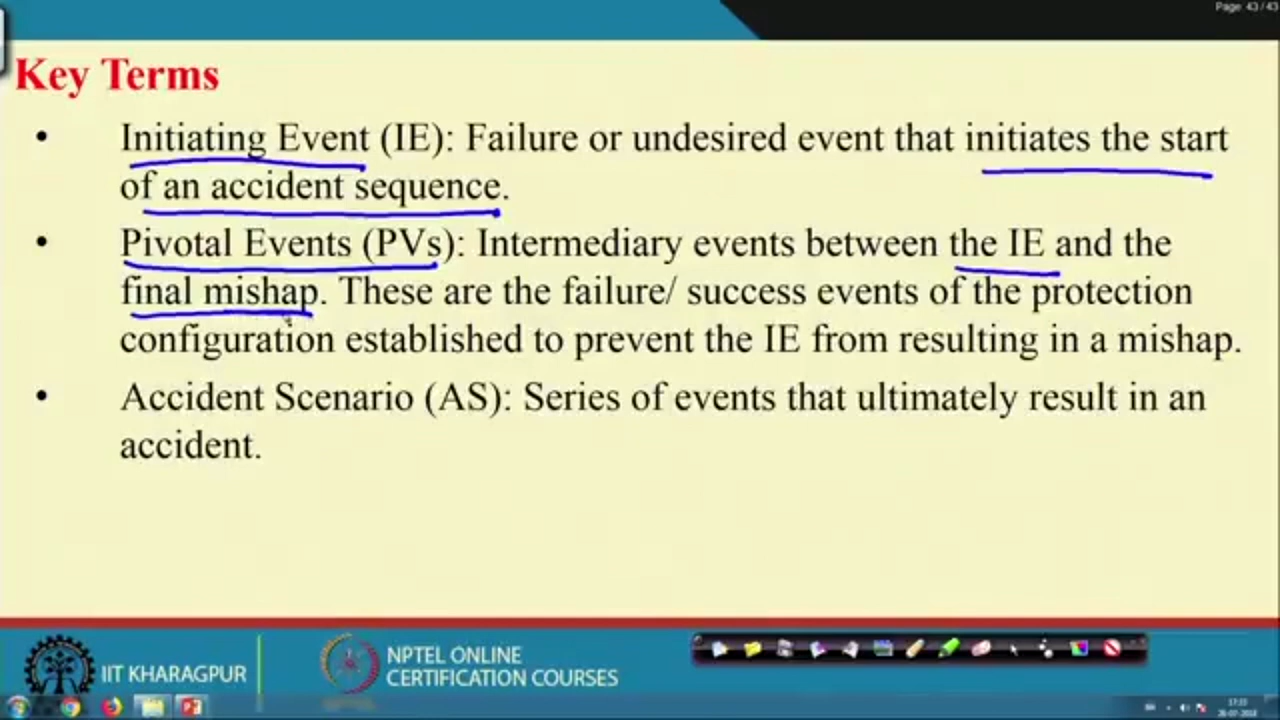 Page: 43 / 43
Key Terms
• Initiating Event (IE): Failure or undesired event that initiates the start
of an accident sequence.
• Pivotal Events (PVs): Intermediary events between the IE and the
final mishap. These are the failure/ success events of the protection
configuration established to prevent the IE from resulting in a mishap.
• Accident Scenario (AS): Series of events that ultimately result in an
accident.
IIT KHARAGPUR
NPTEL ONLINE
CERTIFICATION COURSES